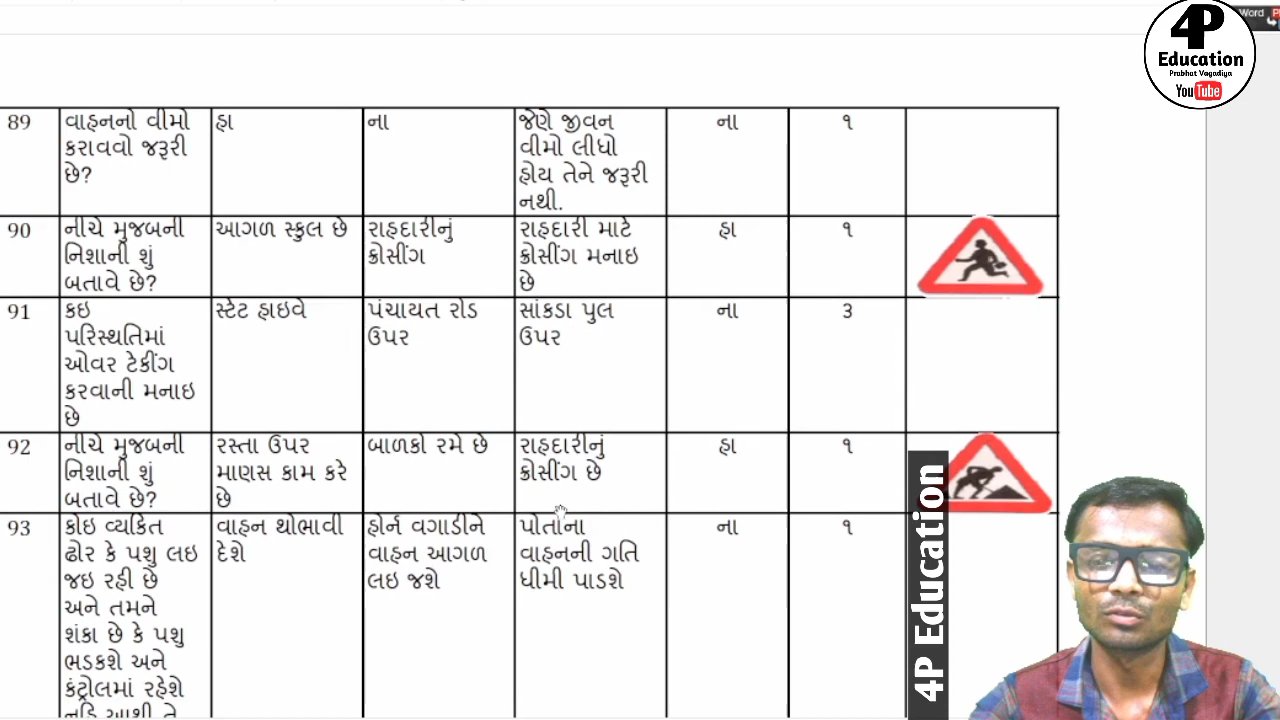 Word
4P
Education
Prabhat Vagadiya
YouTube
89 વાહનનો વીમો કરાવવો જરૂરી છે? હા ના જેણે જીવન વીમો લીધો હોય તેને જરૂરી નથી. ના ૧
90 નીચે મુજબની નિશાની શું બતાવે છે? આગળ સ્કુલ છે રાહદારીનું ક્રોસીંગ રાહદારી માટે ક્રોસીંગ મનાઇ છે હા ૧
91 કઇ પરિસ્થતિમાં ઓવર ટેકીંગ કરવાની મનાઇ છે સ્ટેટ હાઇવે પંચાયત રોડ ઉપર સાંકડા પુલ ઉપર ના 3
92 નીચે મુજબની નિશાની શું બતાવે છે? રસ્તા ઉપર માણસ કામ કરે છે બાળકો રમે છે રાહદારીનું ક્રોસીંગ છે હા ૧
93 કોઇ વ્યકિત ઢોર કે પશુ લઇ જઇ રહી છે અને તમને શંકા છે કે પશુ ભડકશે અને કંટ્રોલમાં રહેશે વાહન થોભાવી દેશે હોર્ન વગાડીને વાહન આગળ લઇ જશે પોતાના વાહનની ગતિ ધીમી પાડશે ના ૧
4P Education